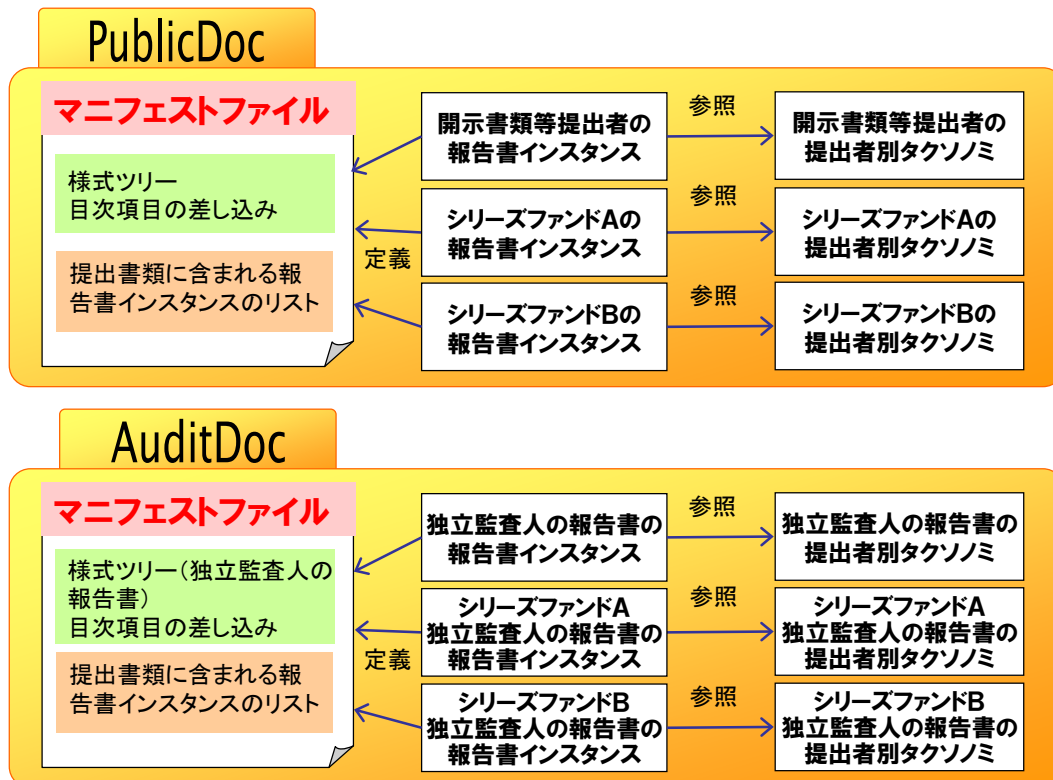 PublicDoc
マニフェストファイル
様式ツリー
目次項目の差し込み
提出書類に含まれる報
告書インスタンスのリスト
定義
開示書類等提出者の
報告書インスタンス
参照
開示書類等提出者の
提出者別タクソノミ
シリーズファンドAの
報告書インスタンス
参照
シリーズファンドAの
提出者別タクソノミ
シリーズファンドBの
報告書インスタンス
参照
シリーズファンドBの
提出者別タクソノミ
AuditDoc
マニフェストファイル
様式ツリー(独立監査人の
報告書)
目次項目の差し込み
提出書類に含まれる報
告書インスタンスのリスト
定義
独立監査人の報告書の
報告書インスタンス
参照
独立監査人の報告書の
提出者別タクソノミ
シリーズファンドA
独立監査人の報告書の
報告書インスタンス
参照
シリーズファンドA
独立監査人の報告書の
提出者別タクソノミ
シリーズファンドB
独立監査人の報告書の
報告書インスタンス
参照
シリーズファンドB
独立監査人の報告書の
提出者別タクソノミ